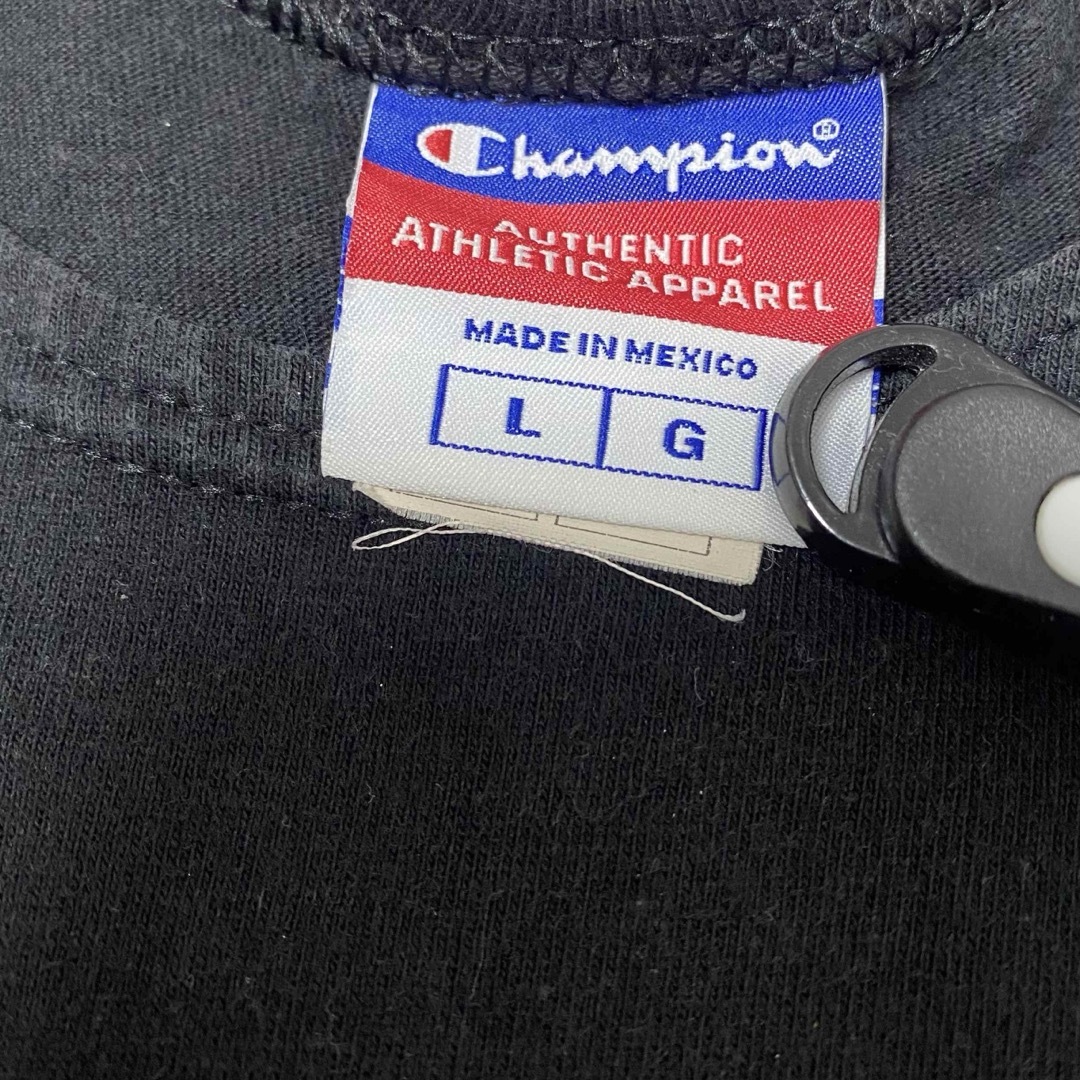 Champion®
AUTHENTIC
ATHLETIC APPAREL
MADE IN MEXICO
L G